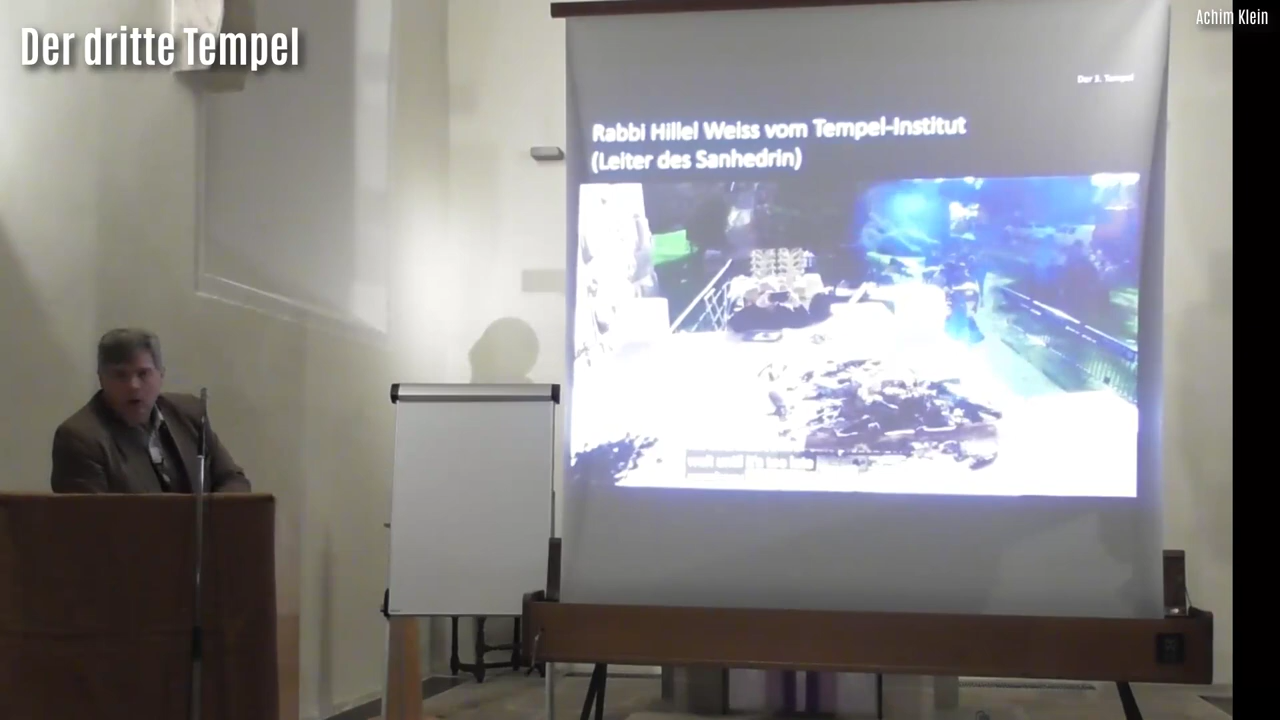 Der dritte Tempel
Achim Klein
Der 3. Tempel
Rabbi Hillel Weiss vom Tempel-Institut
(Leiter des Sanhedrin)